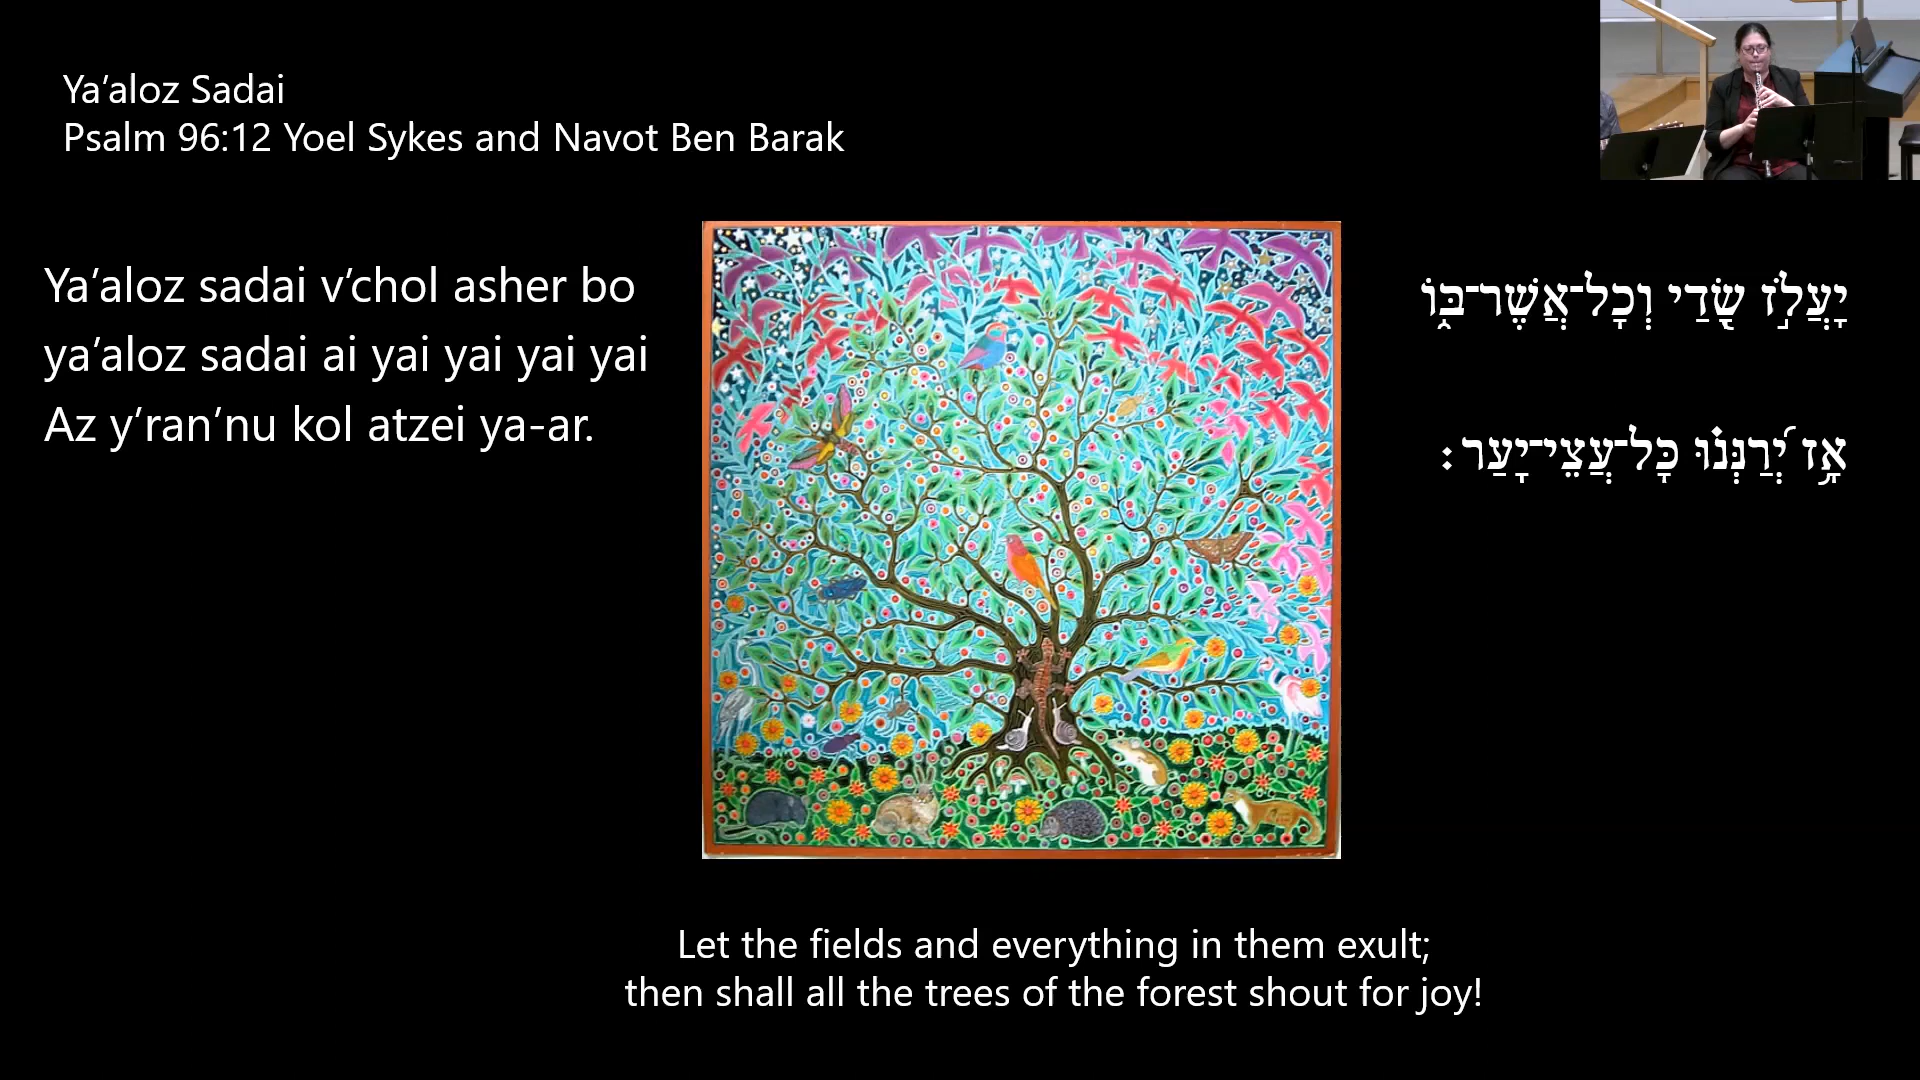 Ya’aloz Sadai
Psalm 96:12 Yoel Sykes and Navot Ben Barak
Ya’aloz sadai v’chol asher bo
ya’aloz sadai ai yai yai yai yai
Az y’ran’nu kol atzei ya-ar.
יַעֲלֹ֣ז שָׂ֭דַי וְכׇל־אֲשֶׁר־בּ֑וֹ
אָ֥ז יְ֝רַנְּנ֗וּ כׇּל־עֲצֵי־יָֽעַר׃
Let the fields and everything in them exult;
then shall all the trees of the forest shout for joy!